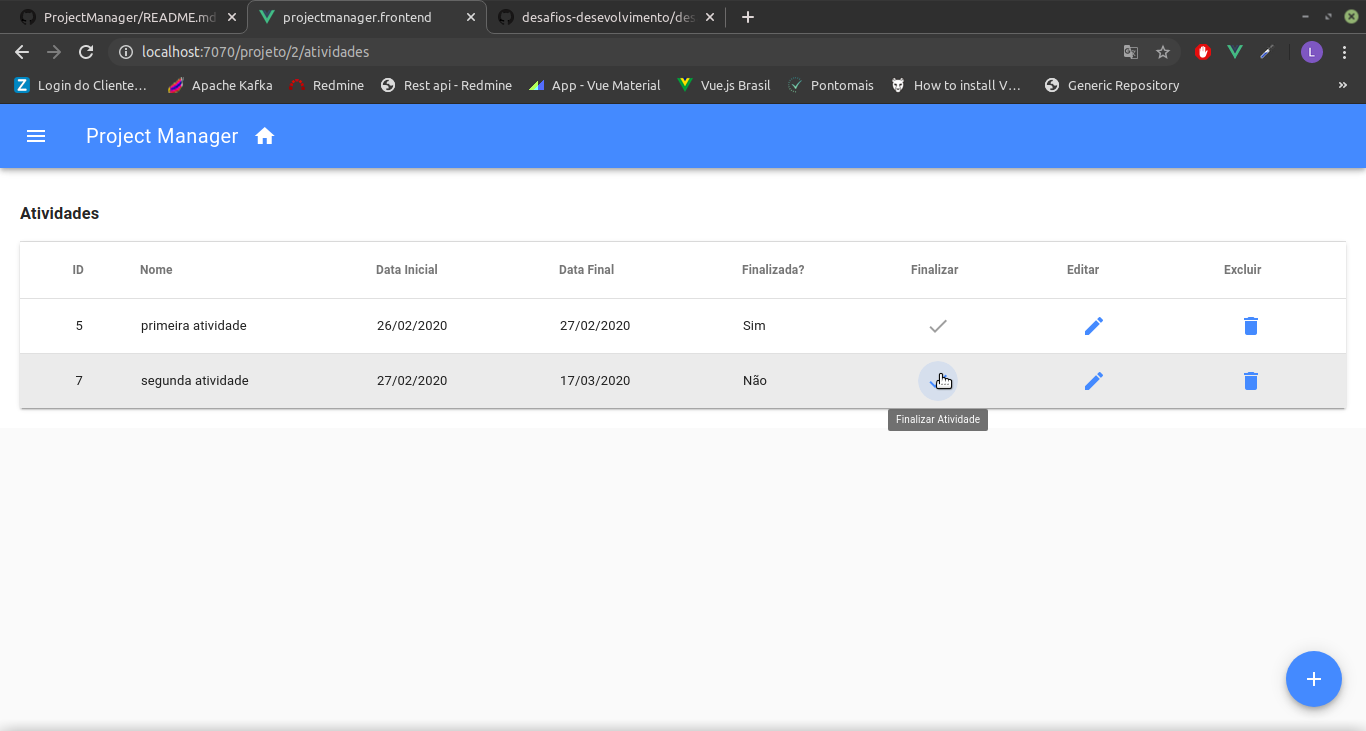 ProjectManager/README.md
projectmanager.frontend
desafios-desevolvimento/des
localhost:7070/projeto/2/atividades
L
Z Login do Cliente…
Apache Kafka
Redmine
Rest api - Redmine
App - Vue Material
Vue.js Brasil
Pontomais
How to install V…
Generic Repository
»
Project Manager
Atividades
ID Nome Data Inicial Data Final Finalizada? Finalizar Editar Excluir
5 primeira atividade 26/02/2020 27/02/2020 Sim
7 segunda atividade 27/02/2020 17/03/2020 Não
Finalizar Atividade